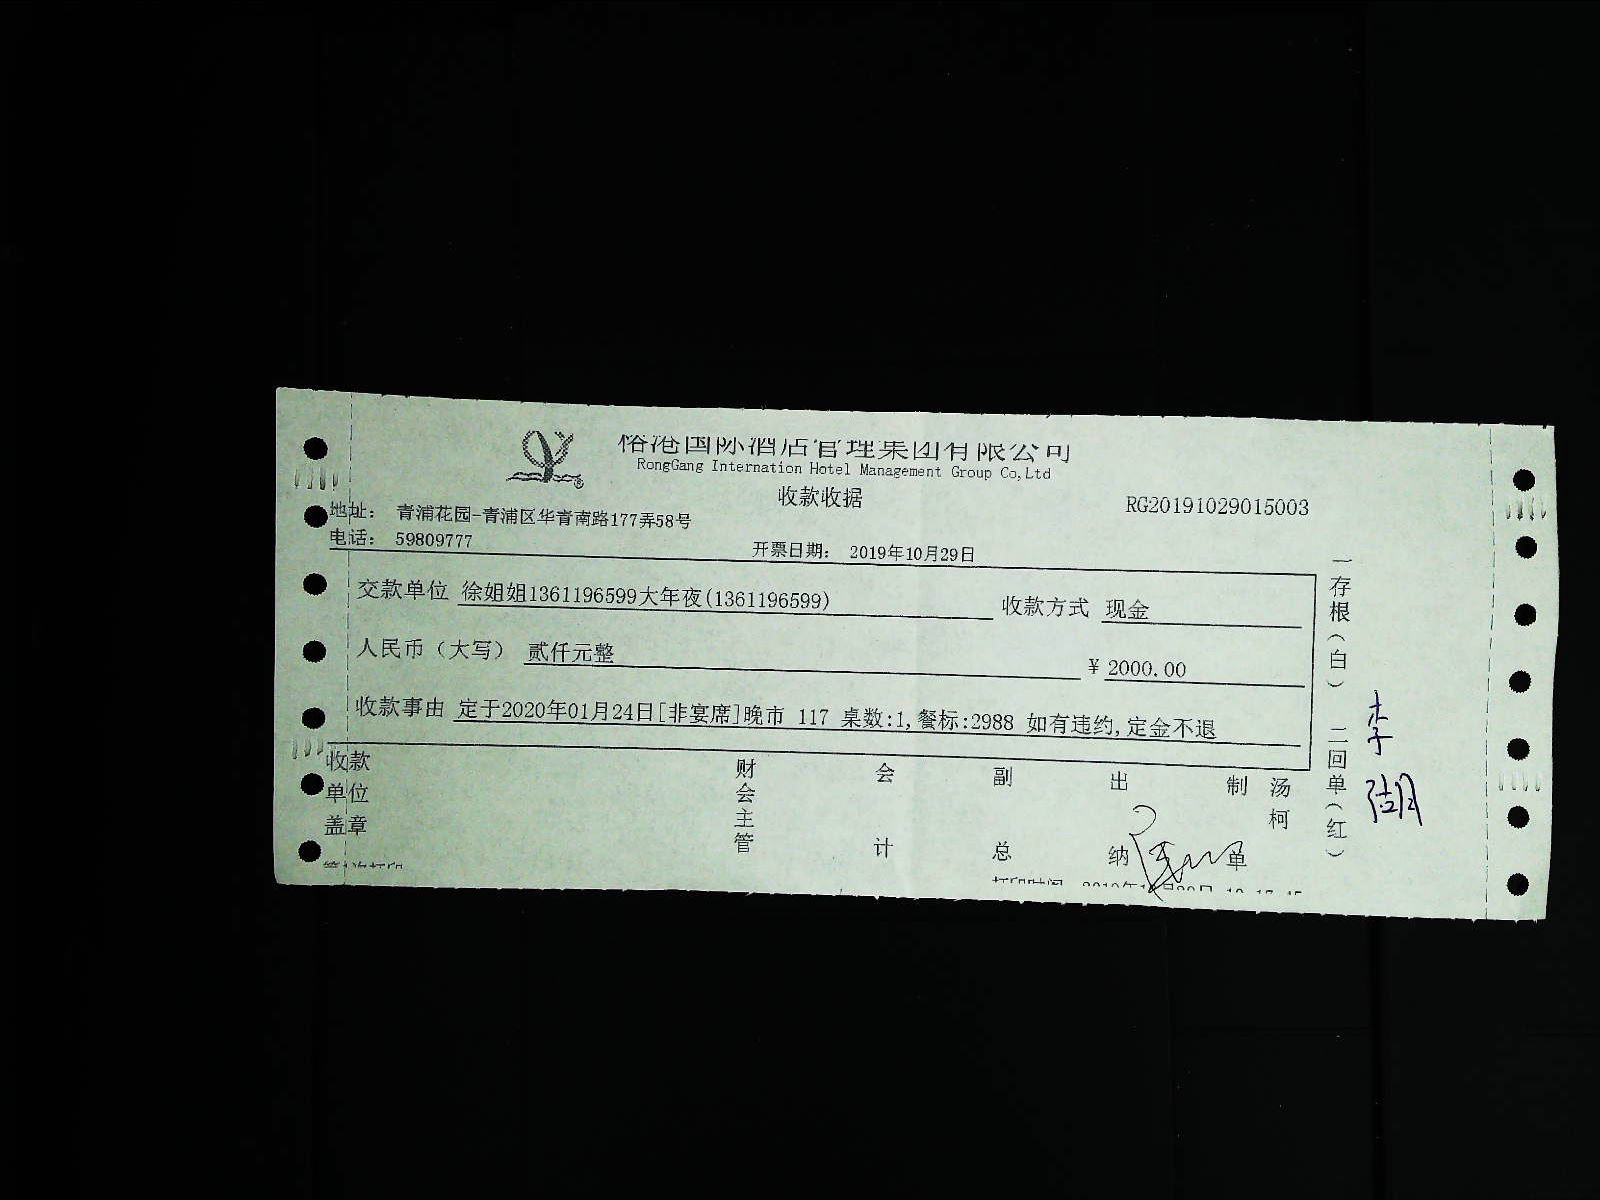 榕港国际酒店管理集团有限公司
RongGang Internation Hotel Management Group Co,Ltd
收款收据
RG20191029015003
地址： 青浦花园-青浦区华青南路177弄58号
电话： 59809777
开票日期： 2019年10月29日
交款单位 徐姐姐1361196599大年夜(1361196599) 收款方式 现金
人民币（大写） 贰仟元整 ¥ 2000.00
收款事由 定于2020年01月24日[非宴席]晚市 117 桌数:1,餐标:2988 如有违约,定金不退
收款单位盖章
财会主管
会计
副总
出纳
制单
汤柯
一存根（白） 二回单（红）
李